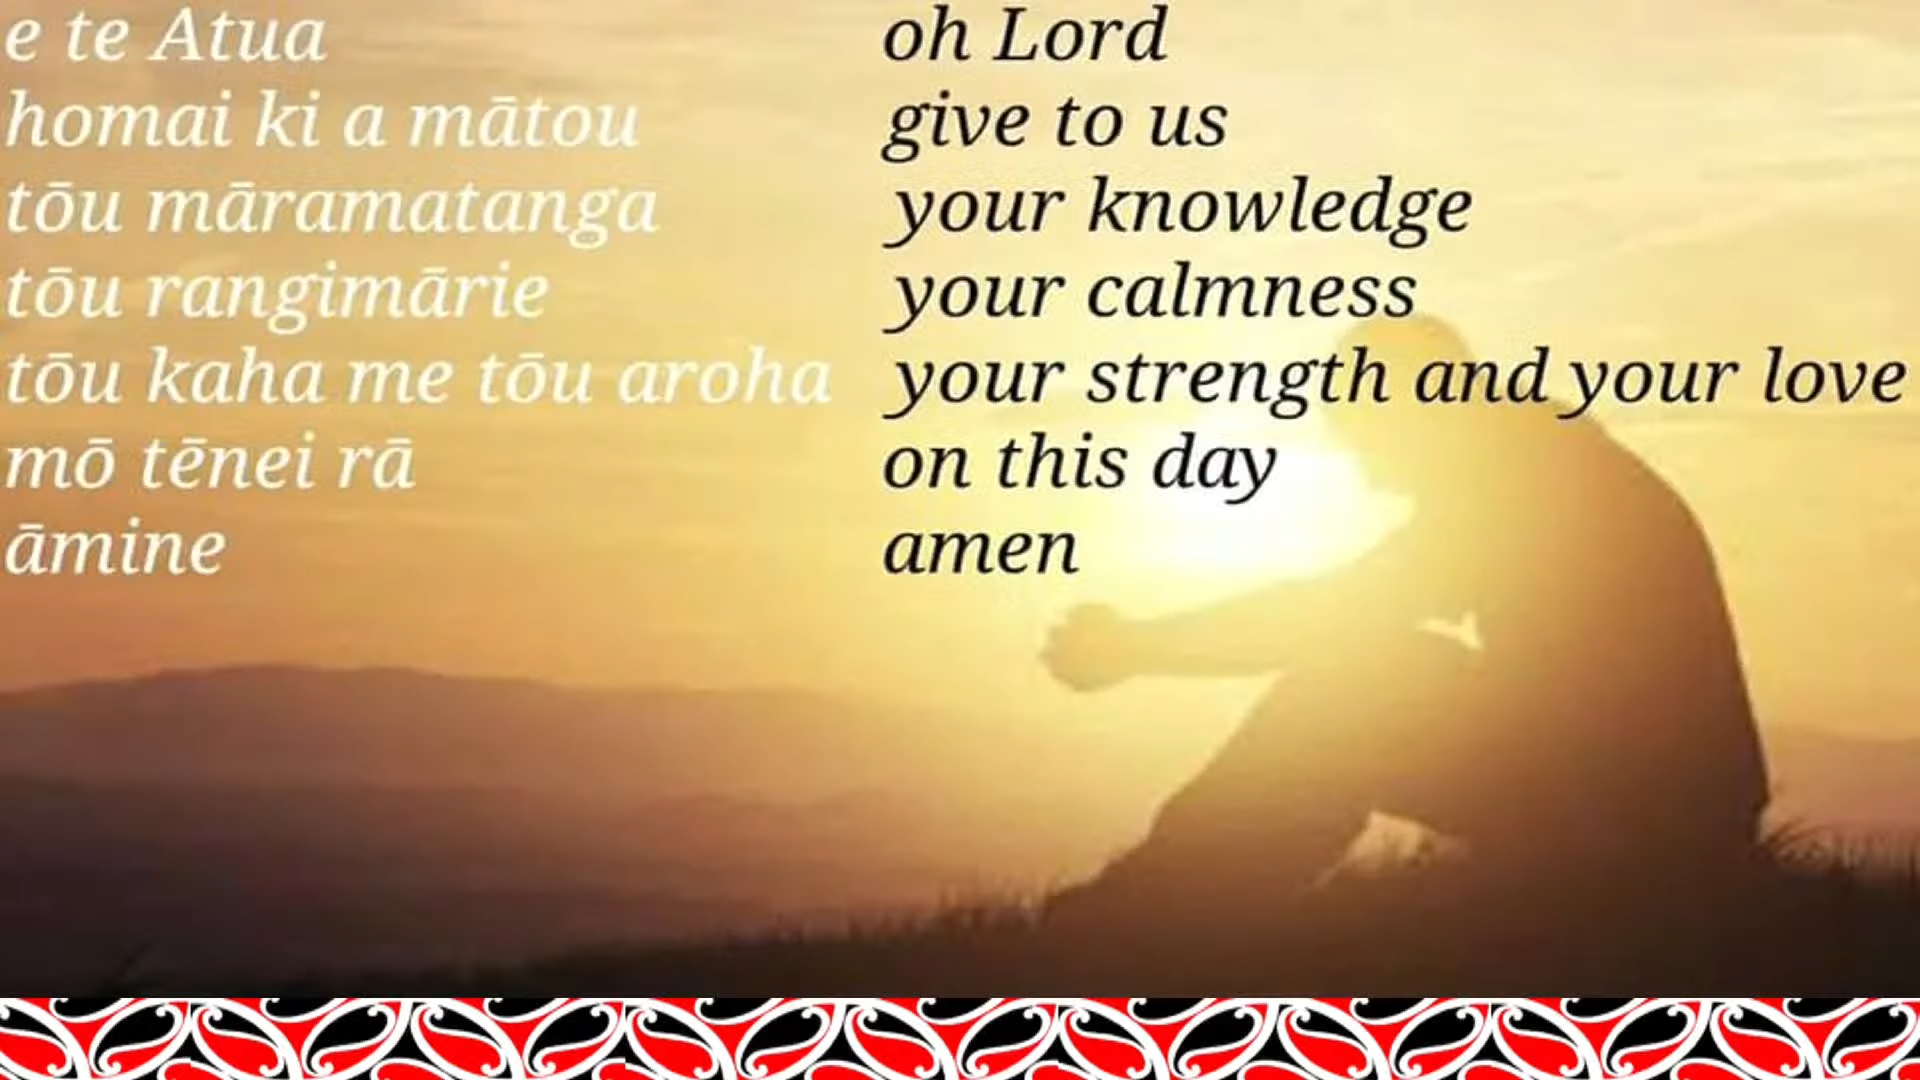 e te Atua
homai ki a mātou
tōu māramatanga
tōu rangimārie
tōu kaha me tōu aroha
mō tēnei rā
āmine
oh Lord
give to us
your knowledge
your calmness
your strength and your love
on this day
amen